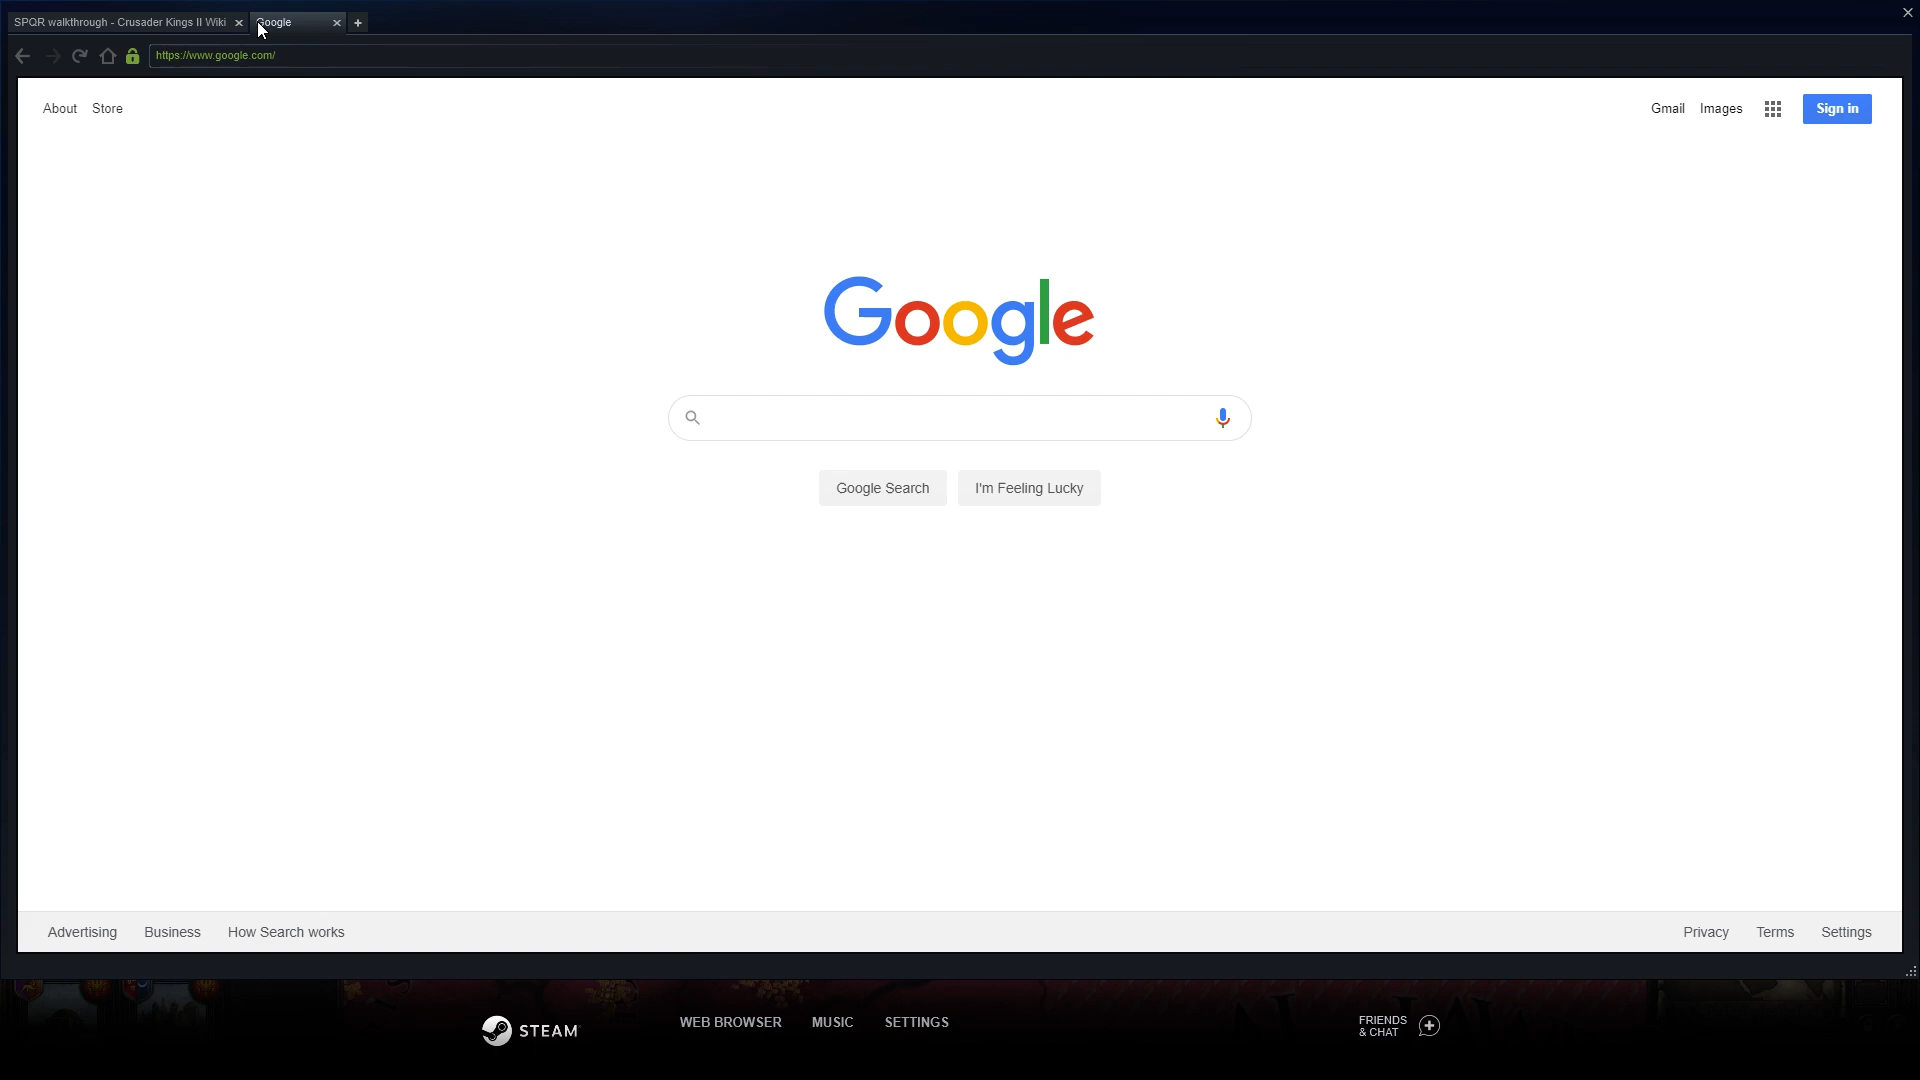 SPQR walkthrough - Crusader Kings II Wiki
Google
https://www.google.com/
About Store
Gmail Images Sign in
Google
Google Search I'm Feeling Lucky
Advertising Business How Search works
Privacy Terms Settings
STEAM
WEB BROWSER MUSIC SETTINGS
FRIENDS
& CHAT